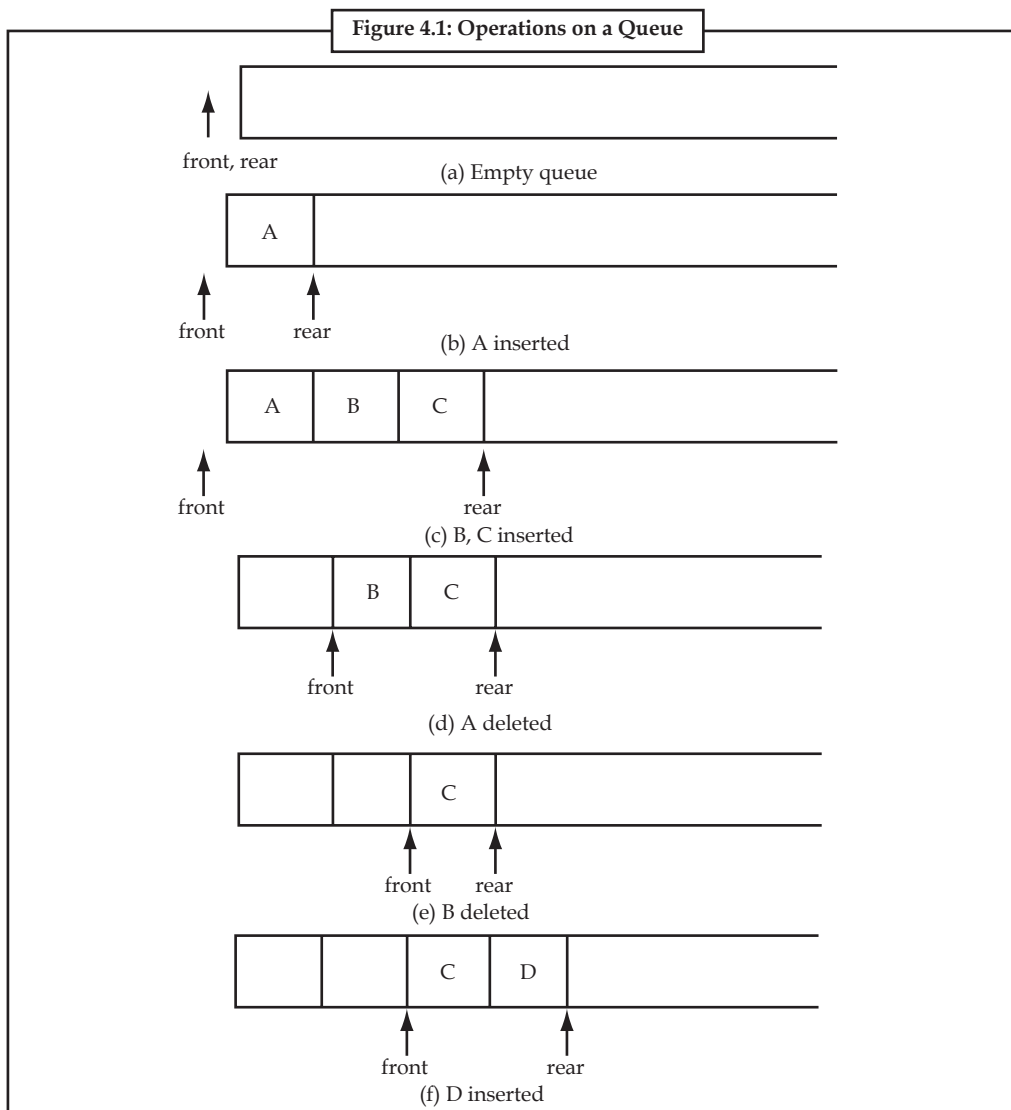 Figure 4.1: Operations on a Queue
front, rear
(a) Empty queue
A
front rear
(b) A inserted
A B C
front rear
(c) B, C inserted
B C
front rear
(d) A deleted
C
front rear
(e) B deleted
C D
front rear
(f) D inserted